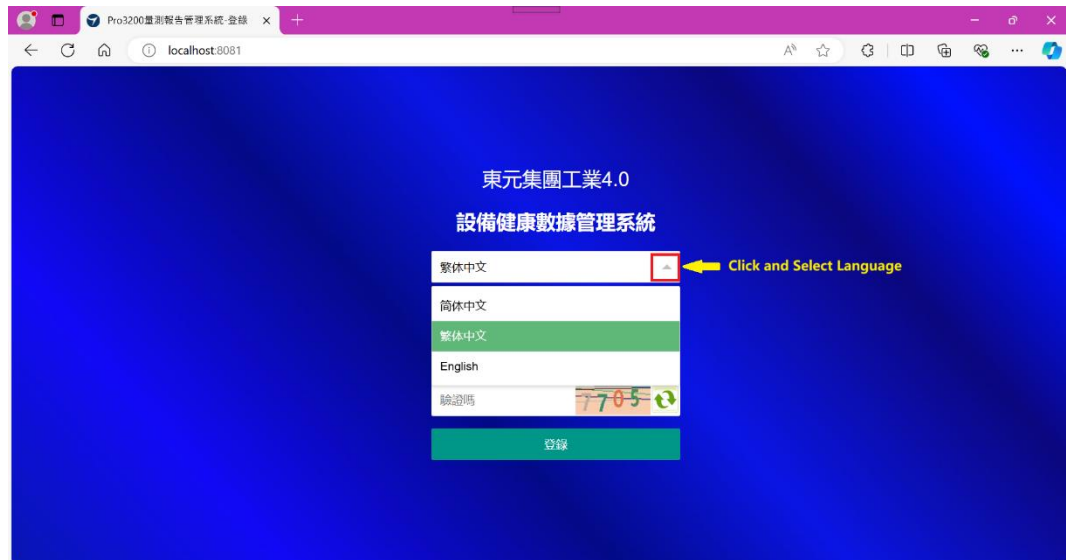 Pro3200量測報告管理系統-登錄
localhost:8081
東元集團工業4.0
設備健康數據管理系統
繁体中文
Click and Select Language
简体中文
繁体中文
English
驗證嗎
7705
登錄